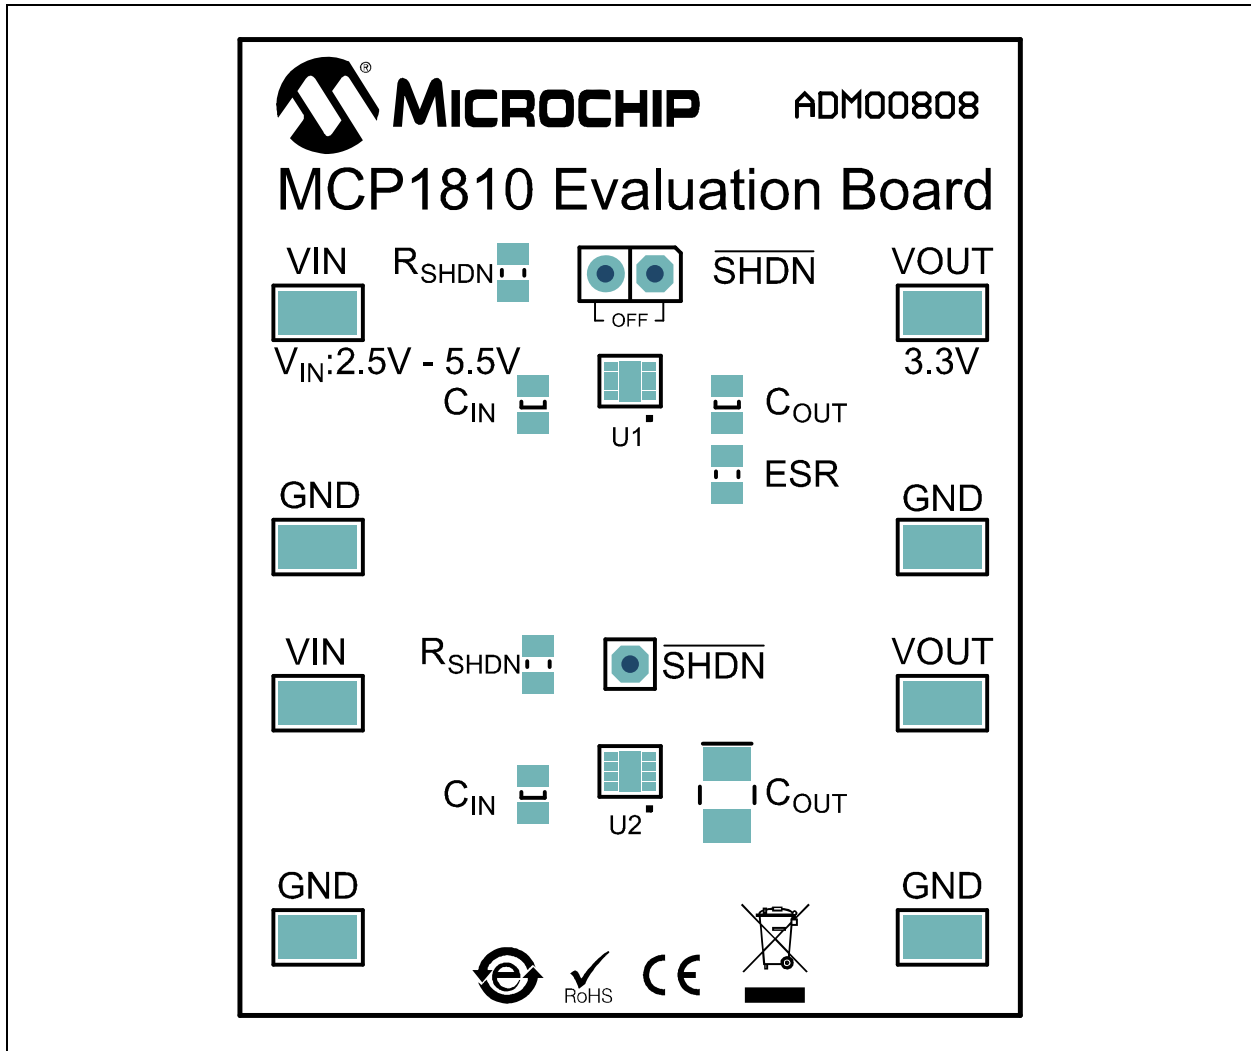 MICROCHIP ®
ADM00808
MCP1810 Evaluation Board
VIN
RSHDN
SHDN
VOUT
OFF
VIN:2.5V - 5.5V
3.3V
CIN
U1
COUT
ESR
GND
GND
VIN
RSHDN
SHDN
VOUT
CIN
U2
COUT
GND
GND
e
RoHS
CE